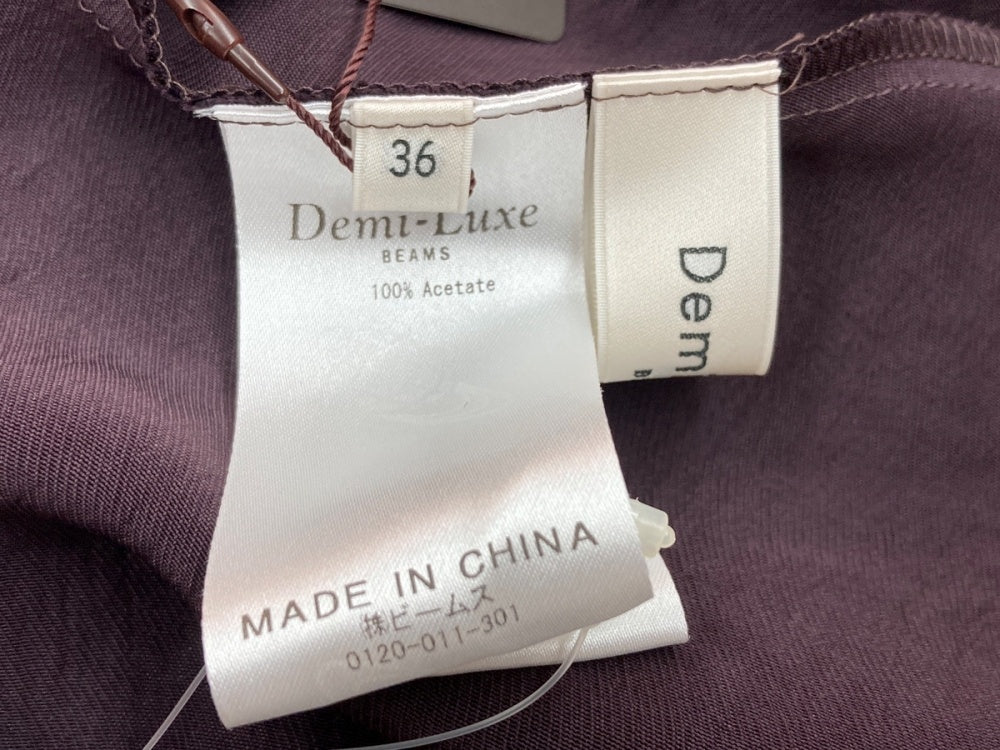 36
Demi-Luxe
BEAMS
100% Acetate
MADE IN CHINA
㈱ビームス
0120-011-301
Dem
B